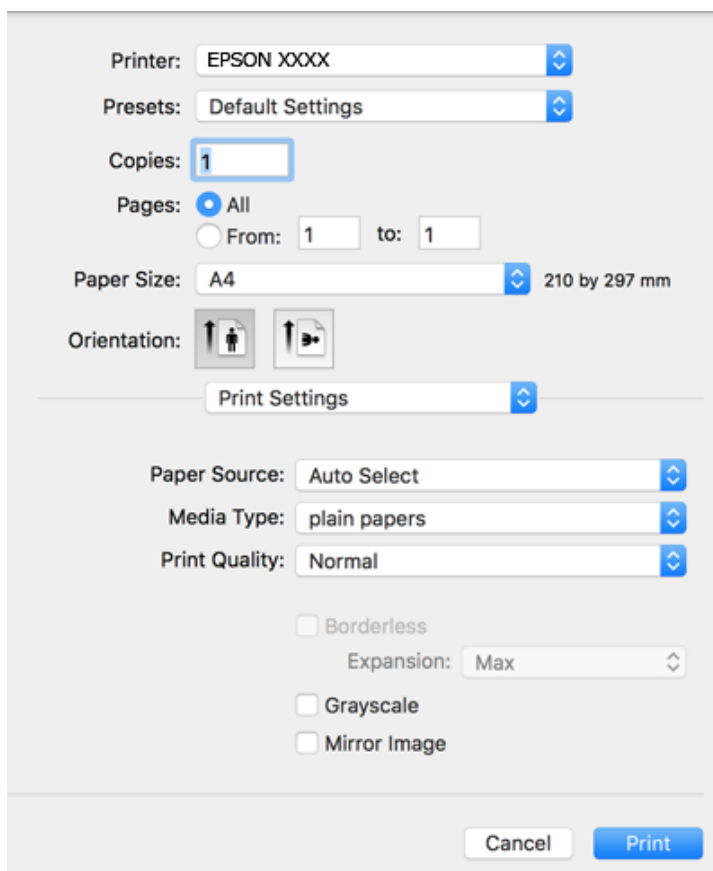 Printer: EPSON XXXX
Presets: Default Settings
Copies: 1
Pages: All
From: 1 to: 1
Paper Size: A4 210 by 297 mm
Orientation:
Print Settings
Paper Source: Auto Select
Media Type: plain papers
Print Quality: Normal
Borderless
Expansion: Max
Grayscale
Mirror Image
Cancel Print